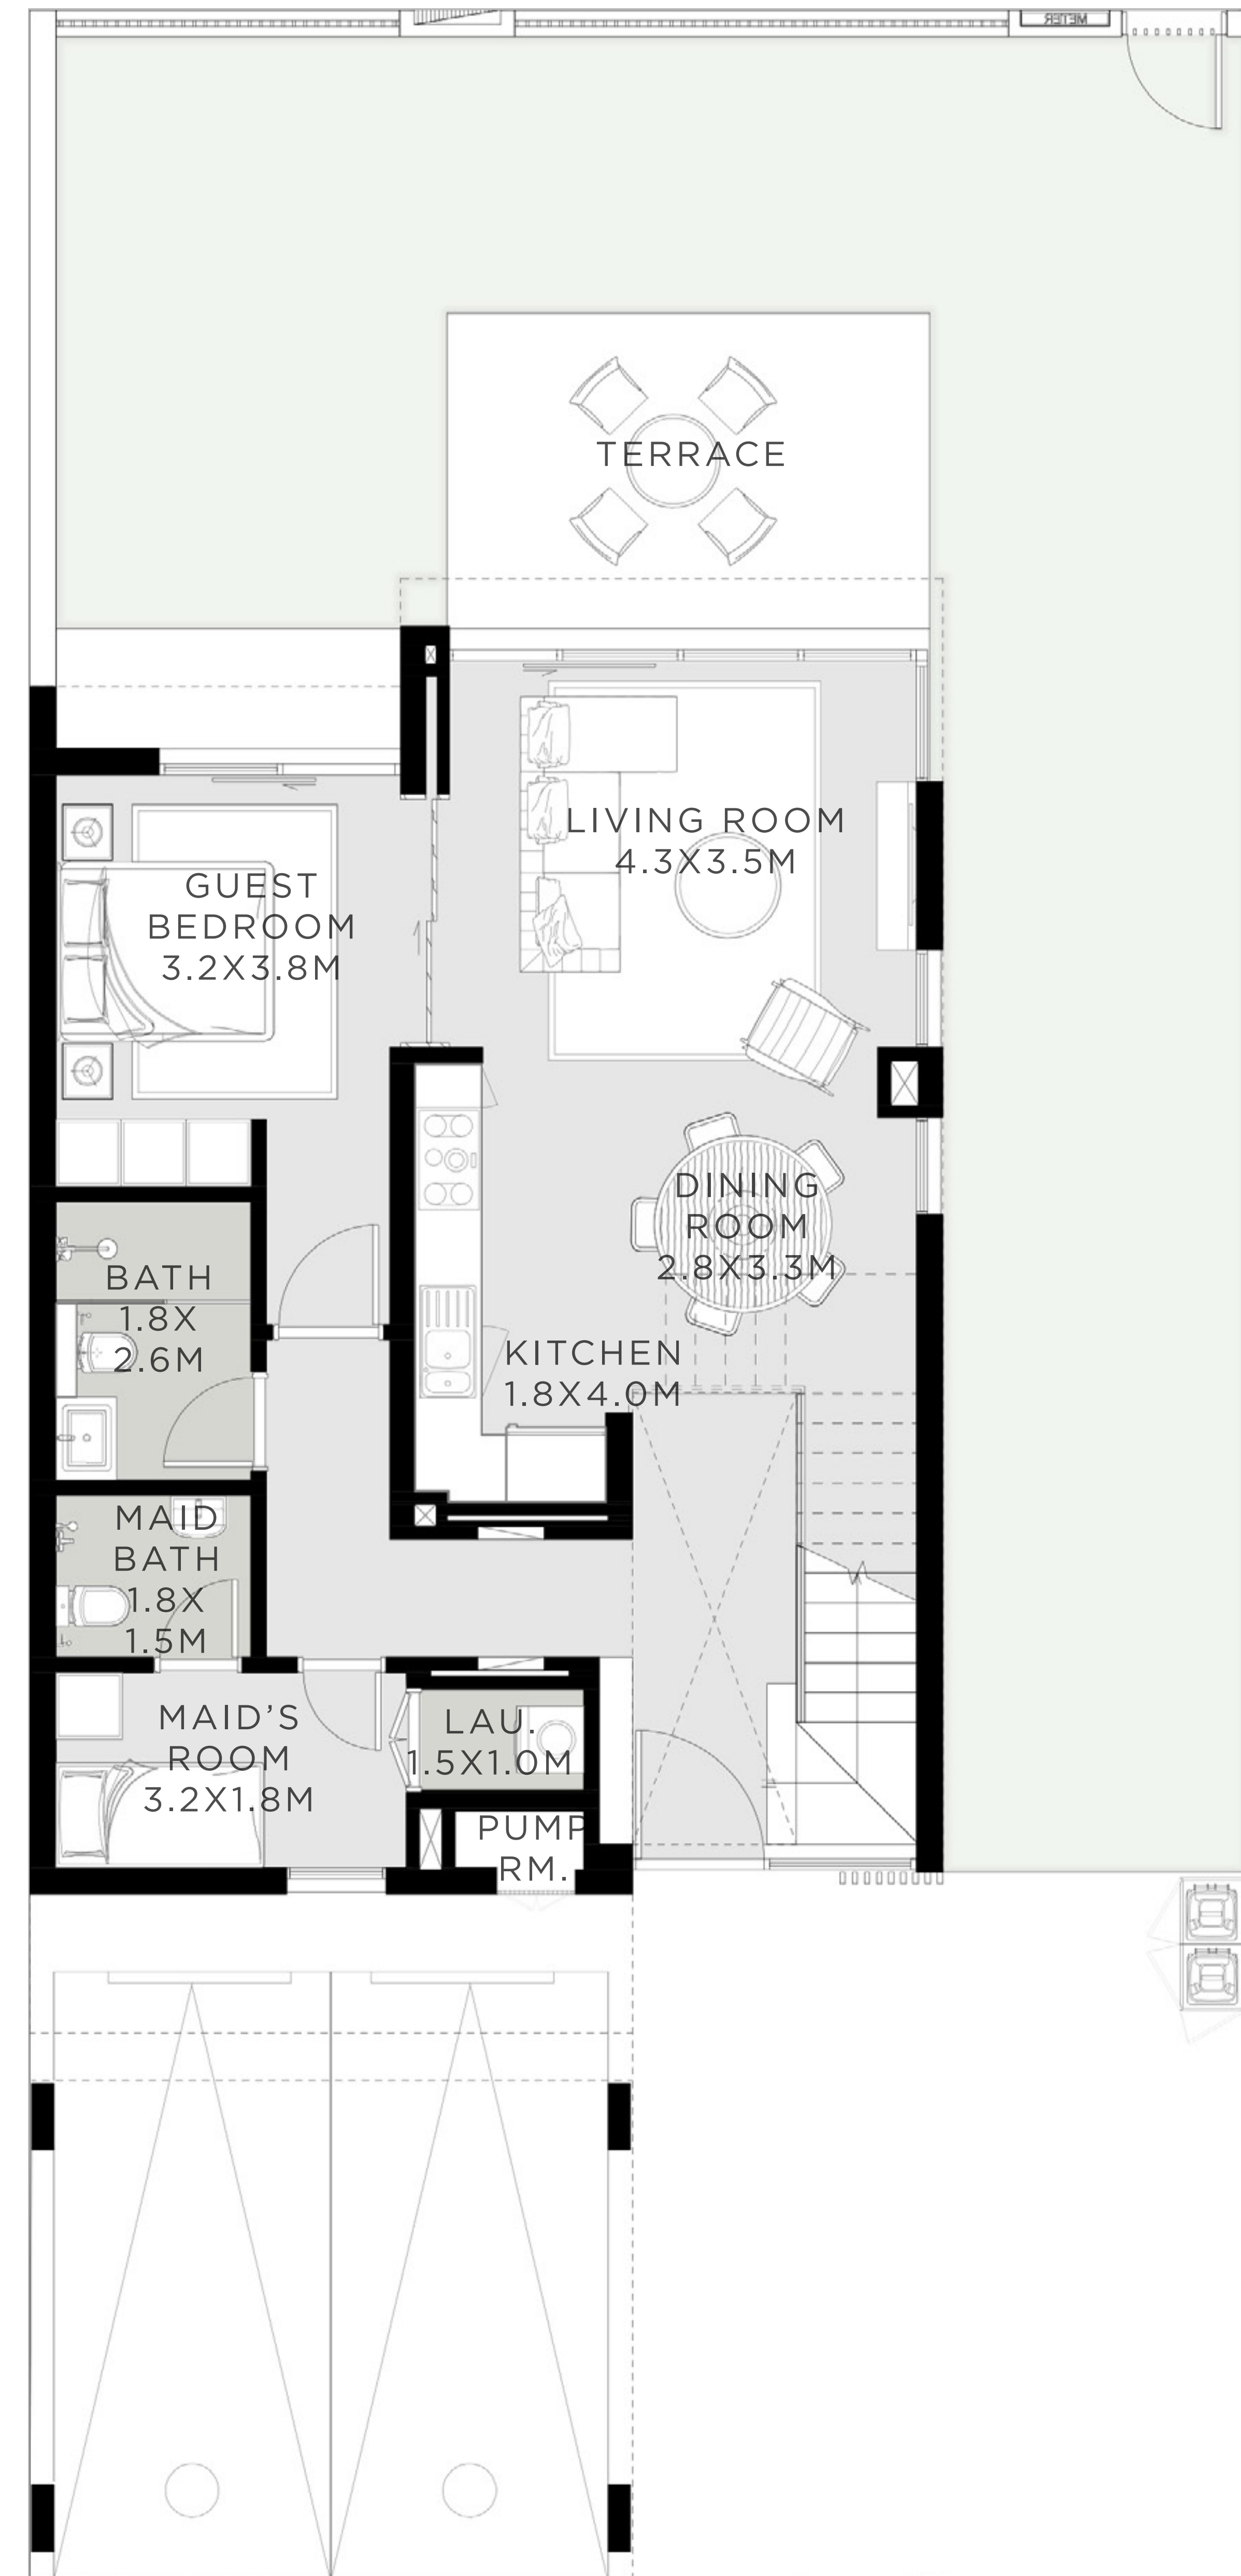 METER
TERRACE
LIVING ROOM
4.3X3.5M
GUEST
BEDROOM
3.2X3.8M
DINING
ROOM
2.8X3.3M
BATH
1.8X
2.6M
KITCHEN
1.8X4.0M
MAID
BATH
1.8X
1.5M
MAID'S
ROOM
3.2X1.8M
LAU.
1.5X1.0M
PUMP
RM.